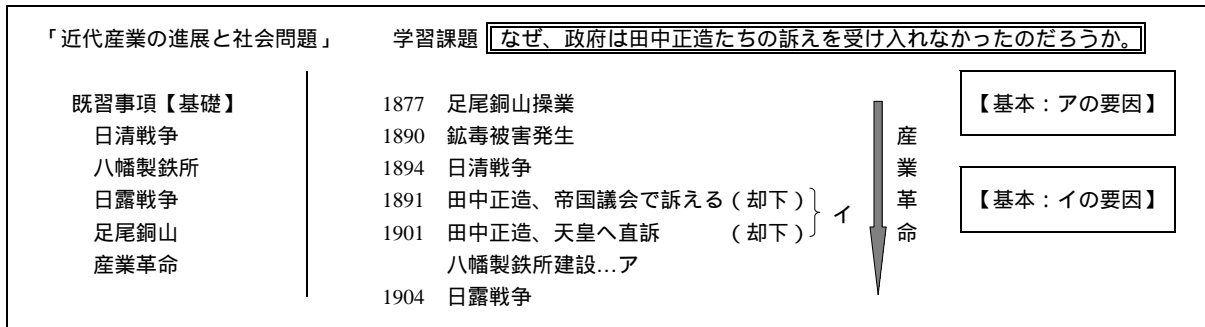 「近代産業の進展と社会問題」 学習課題 なぜ、政府は田中正造たちの訴えを受け入れなかったのだろうか。
既習事項【基礎】
日清戦争
八幡製鉄所
日露戦争
足尾銅山
産業革命
1877 足尾銅山操業
1890 鉱毒被害発生
1894 日清戦争
1891 田中正造、帝国議会で訴える(却下)
1901 田中正造、天皇へ直訴 (却下)
イ
八幡製鉄所建設…ア
1904 日露戦争
産業革命
【基本:アの要因】
【基本:イの要因】